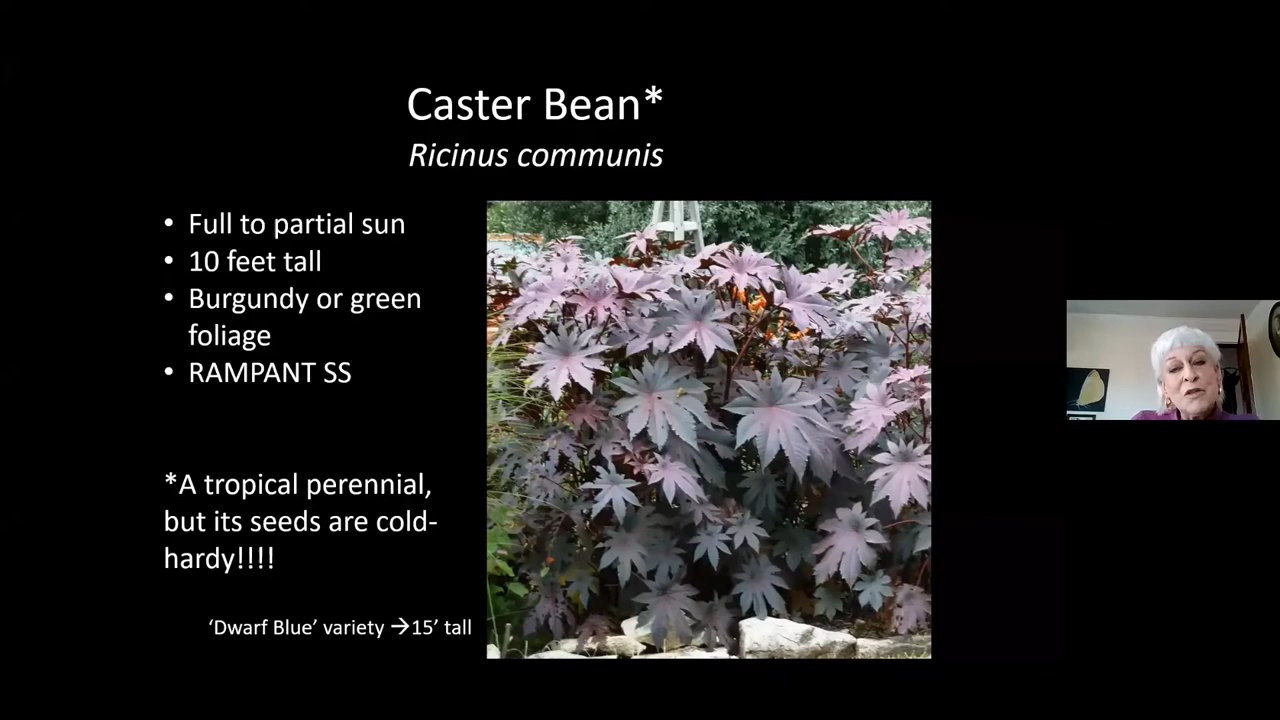 Caster Bean*
Ricinus communis
• Full to partial sun
• 10 feet tall
• Burgundy or green
foliage
• RAMPANT SS
*A tropical perennial,
but its seeds are cold-
hardy!!!!
‘Dwarf Blue’ variety →15’ tall